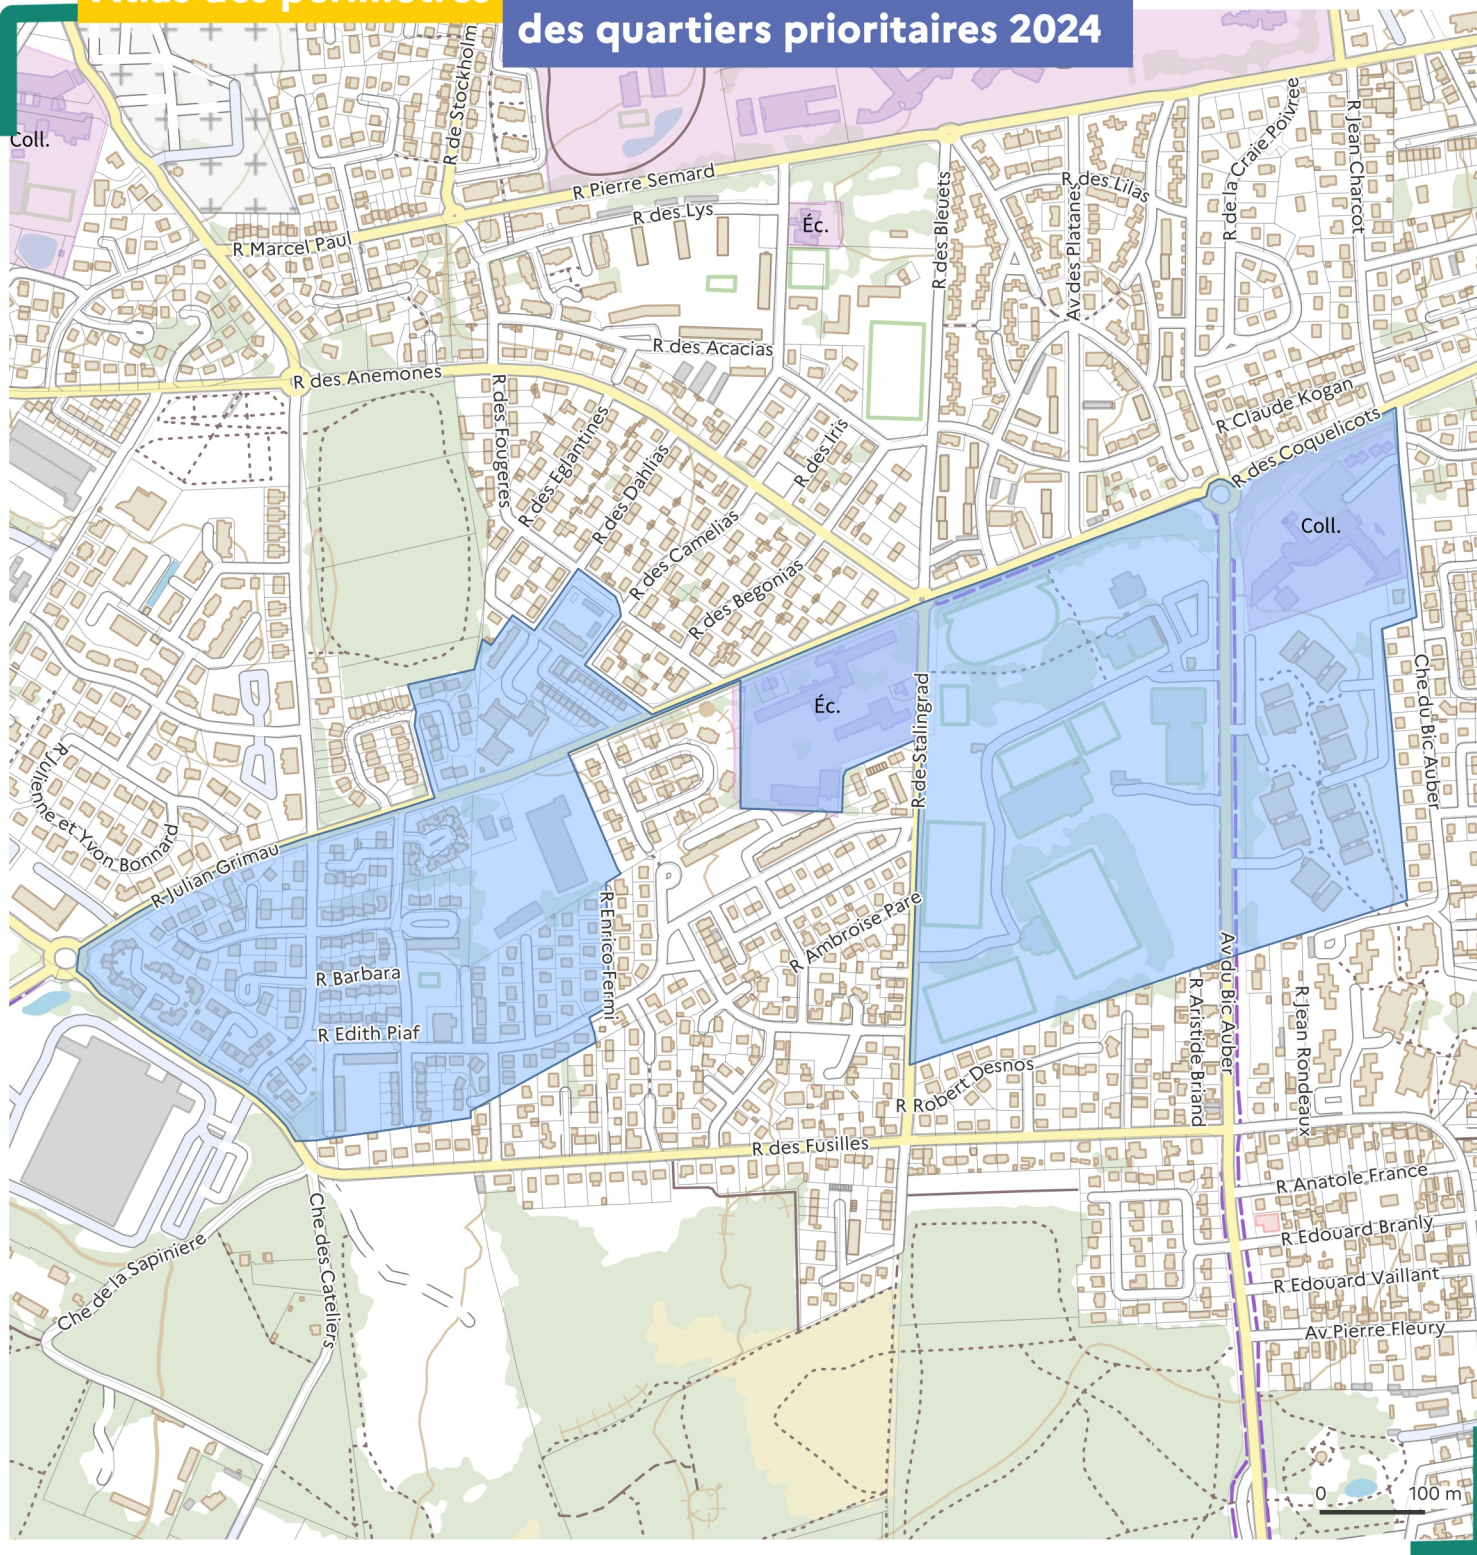 Atlas des périmètres
des quartiers prioritaires 2024
Coll.
R de Stockholm
R Pierre Semard
R des Lys
Éc.
R Marcel Paul
R des Bleuets
R des Lilas
Av des Platanes
R de la Craie Poivree
R Jean Charcot
R des Acacias
R des Anemones
R des Fougeres
R des Eglantines
R des Dahlias
R des Iris
R des Camelias
R des Begonias
R Claude Kogan
R des Coquelicots
Coll.
Éc.
R de Stalingrad
Che du Bic Auber
R Julienne et Yvon Bonnard
R Julian Grimau
R Enrico Fermi
R Ambroise Pare
R Barbara
R Edith Piaf
Av du Bic Auber
R Aristide Briand
R Jean Rondeaux
R Robert Desnos
R des Fusilles
R Anatole France
R Edouard Branly
R Edouard Vaillant
Av Pierre Fleury
Che de la Sapiniere
Che des Cateliers
0 100 m